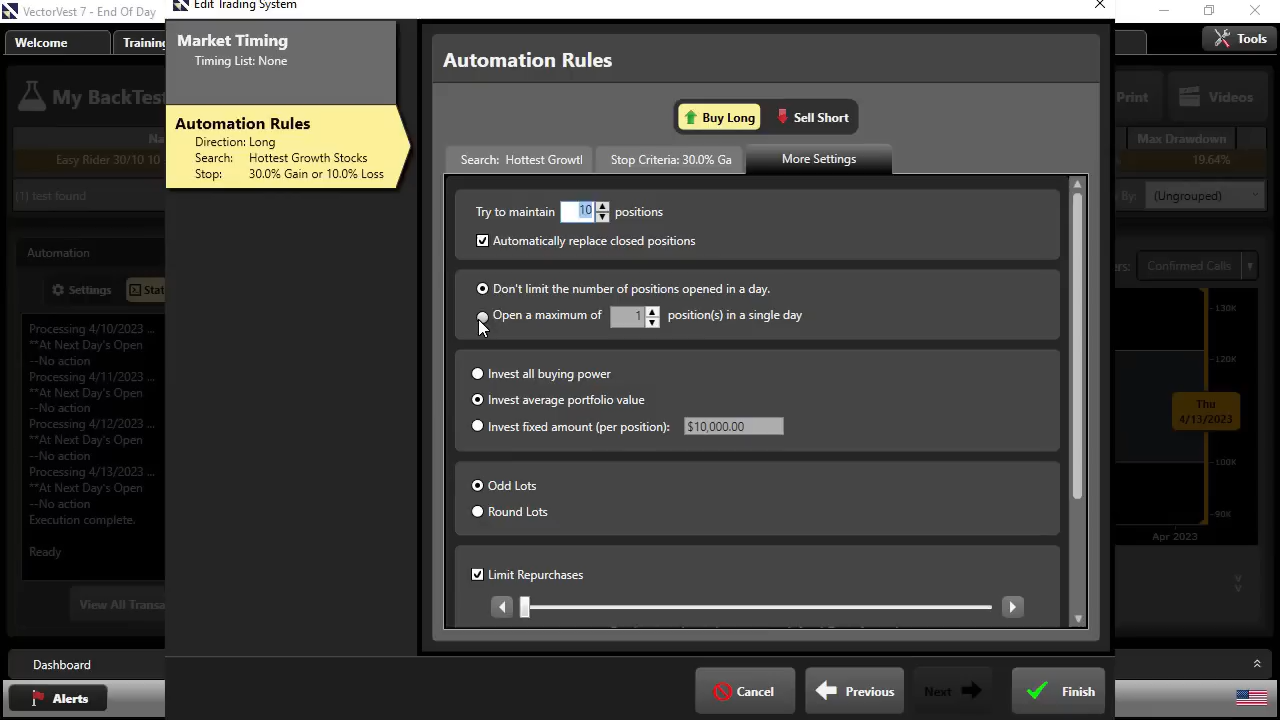 VectorVest 7 - End Of Day
Edit Trading System
Welcome
Training
Tools
My BackTest
Print
Videos
Max Drawdown
Easy Rider 30/10 10
19.64%
[1] test found
By:
(Ungrouped)
Automation
Settings
Confirmed Calls
Processing 4/10/2023 ...
**At Next Day's Open
--No action
Processing 4/11/2023 ...
**At Next Day's Open
--No action
Processing 4/12/2023 ...
**At Next Day's Open
--No action
Processing 4/13/2023 ...
**At Next Day's Open
--No action
Execution complete.
Ready
View All Transa
Market Timing
Timing List: None
Automation Rules
Direction: Long
Search: Hottest Growth Stocks
Stop: 30.0% Gain or 10.0% Loss
Automation Rules
Buy Long
Sell Short
Search: Hottest Growtl
Stop Criteria: 30.0% Ga
More Settings
Try to maintain 10 positions
Automatically replace closed positions
Don't limit the number of positions opened in a day.
Open a maximum of 1 position(s) in a single day
Invest all buying power
Invest average portfolio value
Invest fixed amount (per position): $10,000.00
Odd Lots
Round Lots
Limit Repurchases
130K
120K
Thu
4/13/2023
100K
90K
Apr 2023
Dashboard
Alerts
Cancel
Previous
Next
Finish